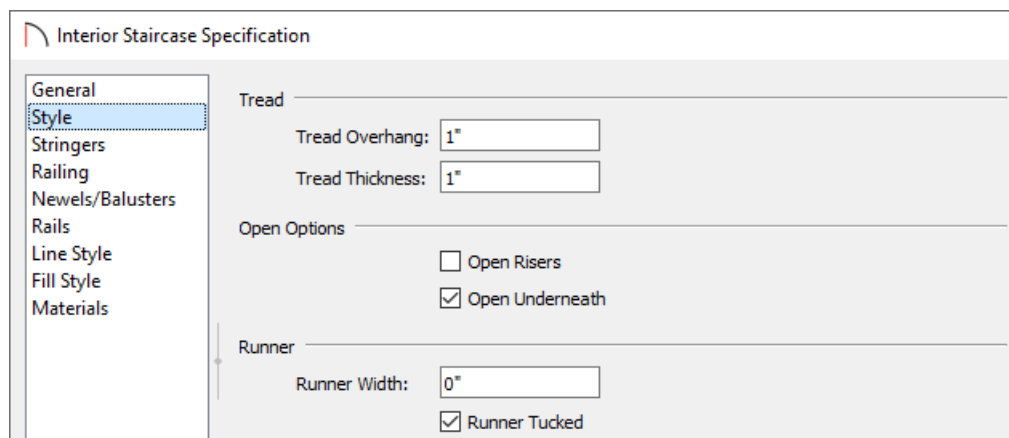 Interior Staircase Specification
General
Style
Stringers
Railing
Newels/Balusters
Rails
Line Style
Fill Style
Materials
Tread
Tread Overhang: 1"
Tread Thickness: 1"
Open Options
Open Risers
Open Underneath
Runner
Runner Width: 0"
Runner Tucked